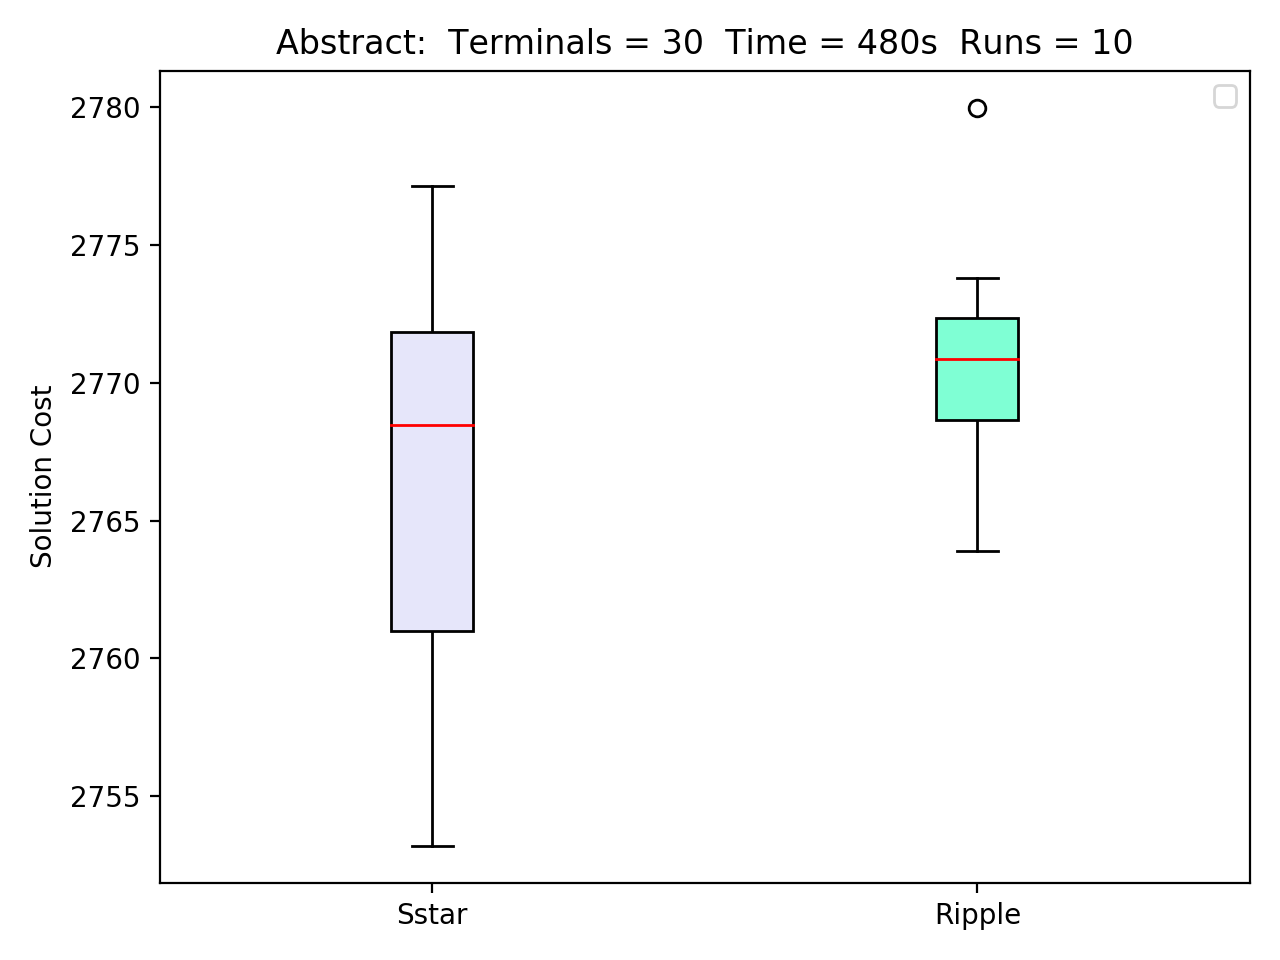 Abstract:  Terminals = 30  Time = 480s  Runs = 10
Solution Cost
2780
2775
2770
2765
2760
2755
Sstar
Ripple